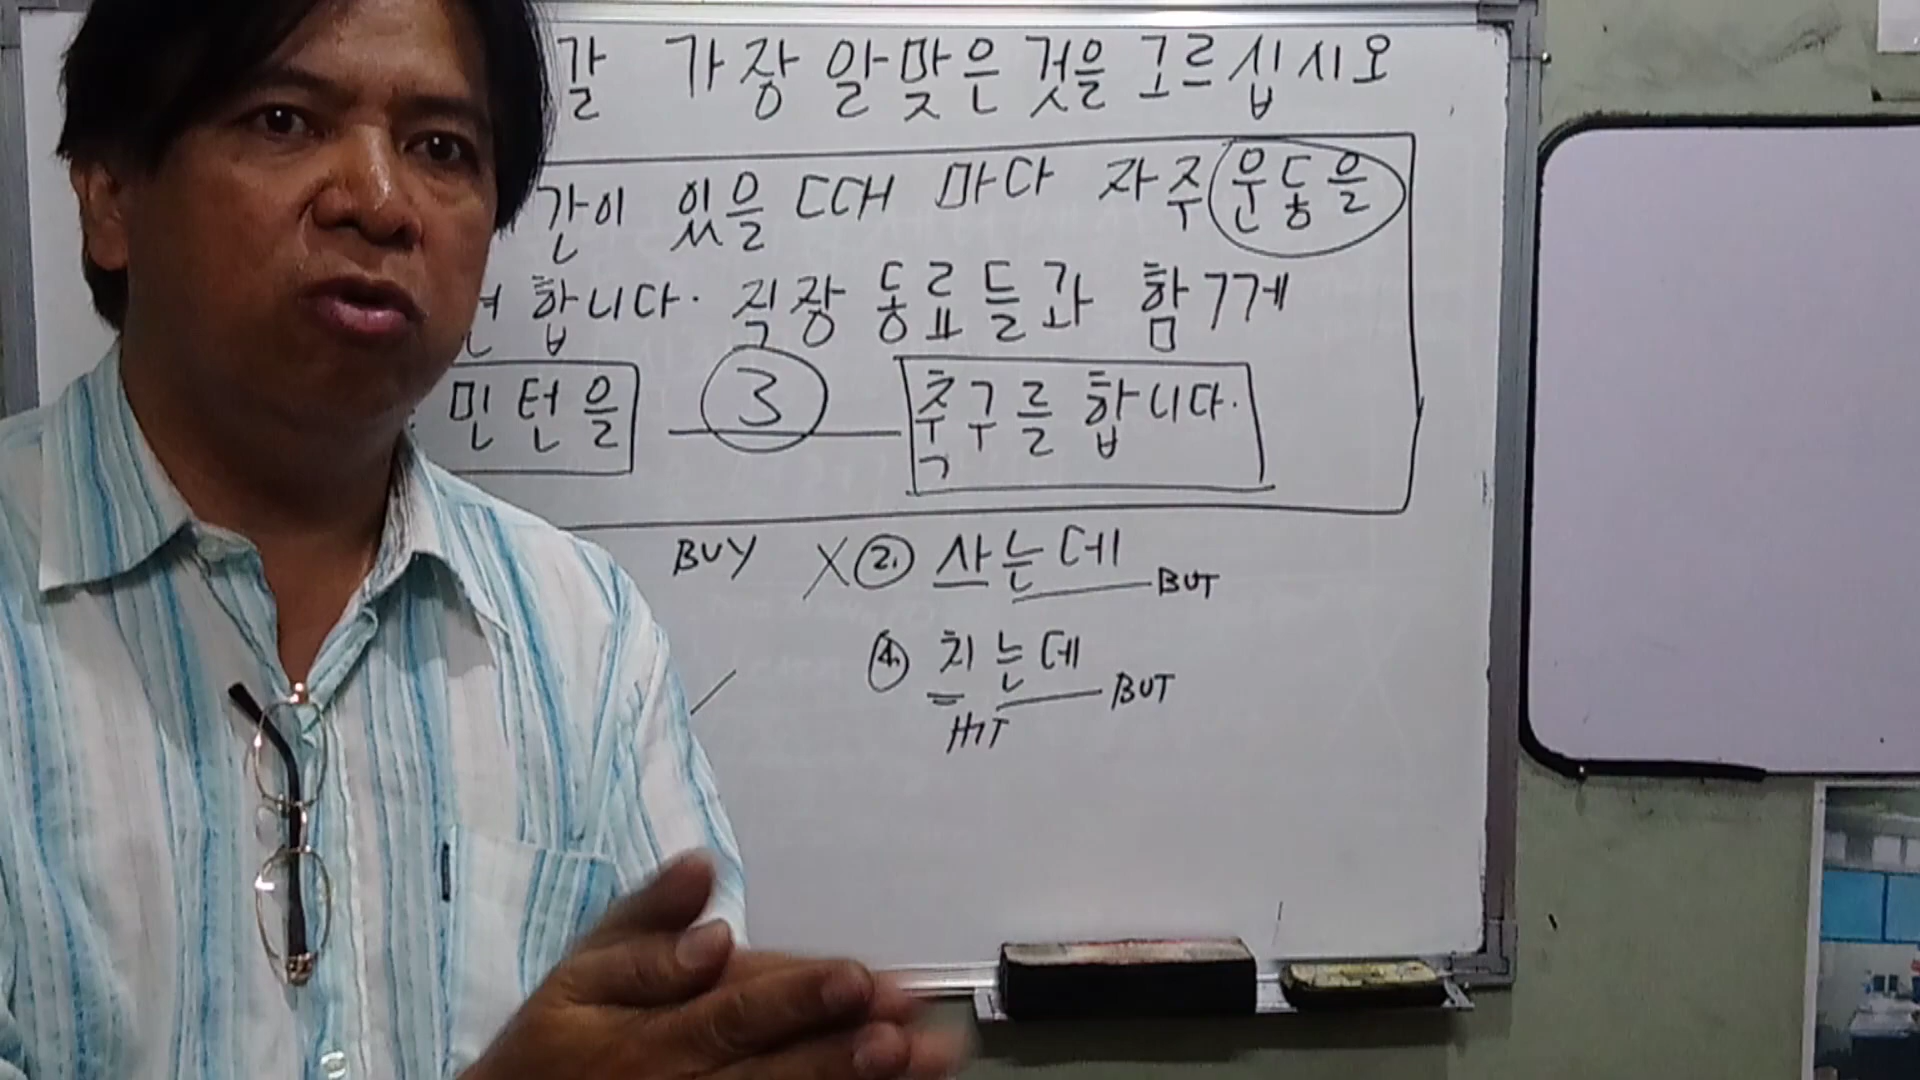 갈 가장 알맞은 것을 고르십시오
간이 있을 때 마다 자주 운동을
합니다. 직장 동료들과 함께
민턴을 3 축구를 합니다.
BUY X 2. 사는데 BUT
4. 치는데 BUT
HIT